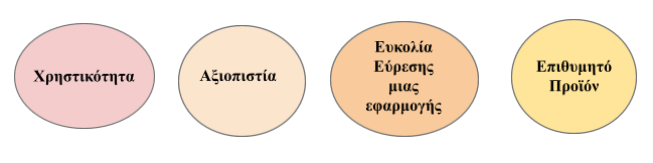 Χρηστικότητα
Αξιοπιστία
Ευκολία
Εύρεσης
μιας
εφαρμογής
Επιθυμητό
Προϊόν